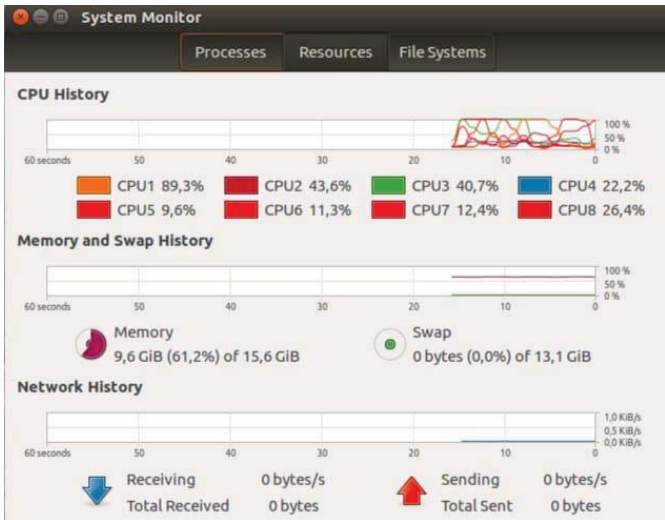 System Monitor
Processes Resources File Systems
CPU History
100 %
50 %
0 %
60 seconds 50 40 30 20 10 0
CPU1 89,3% CPU2 43,6% CPU3 40,7% CPU4 22,2%
CPU5 9,6% CPU6 11,3% CPU7 12,4% CPU8 26,4%
Memory and Swap History
100 %
50 %
0 %
60 seconds 50 40 30 20 10 0
Memory Swap
9,6 GiB (61,2%) of 15,6 GiB 0 bytes (0,0%) of 13,1 GiB
Network History
1,0 KiB/s
0,5 KiB/s
0,0 KiB/s
60 seconds 50 40 30 20 10 0
Receiving 0 bytes/s Sending 0 bytes/s
Total Received 0 bytes Total Sent 0 bytes